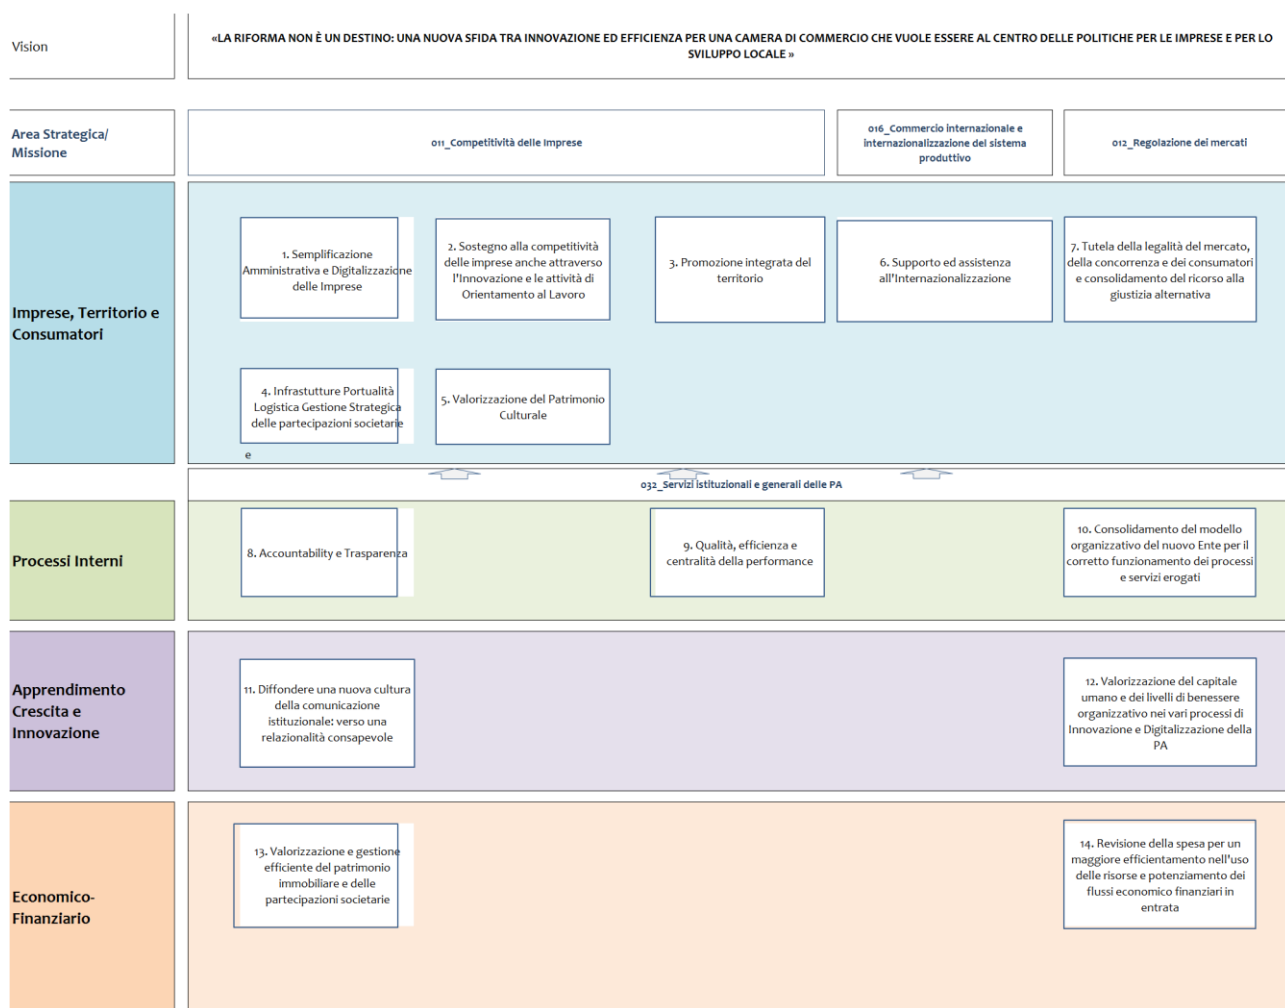 Vision
«LA RIFORMA NON È UN DESTINO: UNA NUOVA SFIDA TRA INNOVAZIONE ED EFFICIENZA PER UNA CAMERA DI COMMERCIO CHE VUOLE ESSERE AL CENTRO DELLE POLITICHE PER LE IMPRESE E PER LO
SVILUPPO LOCALE »
Area Strategica/
Missione
011_Competitività delle Imprese
016_Commercio internazionale e
internazionalizzazione del sistema
produttivo
012_Regolazione dei mercati
Imprese, Territorio e
Consumatori
1. Semplificazione
Amministrativa e Digitalizzazione
delle Imprese
2. Sostegno alla competitività
delle imprese anche attraverso
l'Innovazione e le attività di
Orientamento al Lavoro
3. Promozione integrata del
territorio
6. Supporto ed assistenza
all'Internazionalizzazione
7. Tutela della legalità del mercato,
della concorrenza e dei consumatori
e consolidamento del ricorso alla
giustizia alternativa
4. Infrastutture Portualità
Logistica Gestione Strategica
delle partecipazioni societarie
e
5. Valorizzazione del Patrimonio
Culturale
032_Servizi istituzionali e generali delle PA
Processi Interni
8. Accountability e Trasparenza
9. Qualità, efficienza e
centralità della performance
10. Consolidamento del modello
organizzativo del nuovo Ente per il
corretto funzionamento dei processi
e servizi erogati
Apprendimento
Crescita e
Innovazione
11. Diffondere una nuova cultura
della comunicazione
istituzionale: verso una
relazionalità consapevole
12. Valorizzazione del capitale
umano e dei livelli di benessere
organizzativo nei vari processi di
Innovazione e Digitalizzazione della
PA
Economico-
Finanziario
13. Valorizzazione e gestione
efficiente del patrimonio
immobiliare e delle
partecipazioni societarie
14. Revisione della spesa per un
maggiore efficientamento nell'uso
delle risorse e potenziamento dei
flussi economico finanziari in
entrata